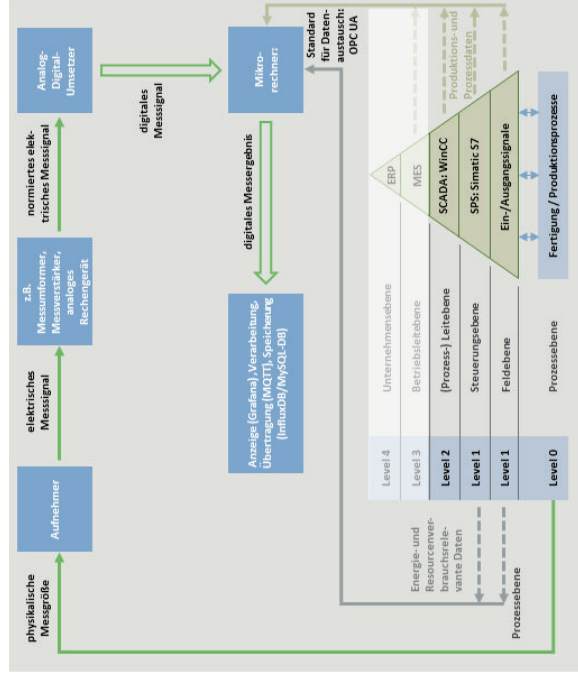 physikalische
Messgröße
Aufnehmer
elektrisches
Messsignal
z.B.
Messumformer,
Messverstärker,
analoges
Rechengerät
normiertes elek-
trisches Messsignal
Analog-
Digital-
Umsetzer
digitales
Messsignal
Anzeige (Grafana) ,Verarbeitung,
Übertragung (MQTT), Speicherung
(InfluxDB/MySQL-DB)
digitales Messergebnis
Mikro-
rechner:
Standard
für Daten-
austausch:
OPC UA
Energie- und
Resourcenver-
brauchsrele-
vante Daten
Prozessebene
Level 4
Unternehmensebene
ERP
Level 3
Betriebsleitebene
MES
Level 2
(Prozess-) Leitebene
SCADA: WinCC
Level 1
Steuerungsebene
SPS: Simatic S7
Level 1
Feldebene
Ein-/Ausgangssignale
Level 0
Prozessebene
Fertigung / Produktionsprozesse
Produktions- und
Prozessdaten